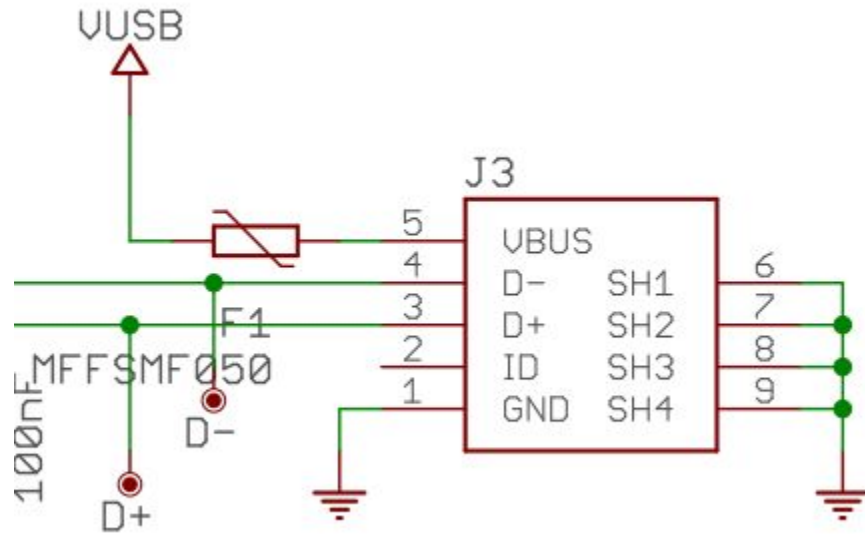 VUSB
J3
5 VBUS
4 D- SH1 6
3 D+ SH2 7
2 ID SH3 8
1 GND SH4 9
F1
MFFSMF050
100nF
D-
D+